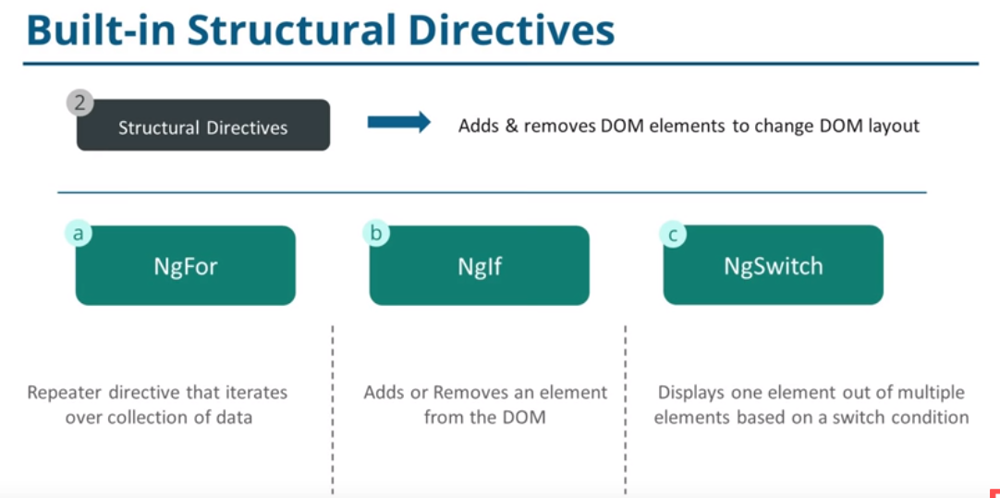 Built-in Structural Directives
2
Structural Directives
Adds & removes DOM elements to change DOM layout
a
NgFor
b
NgIf
c
NgSwitch
Repeater directive that iterates
over collection of data
Adds or Removes an element
from the DOM
Displays one element out of multiple
elements based on a switch condition